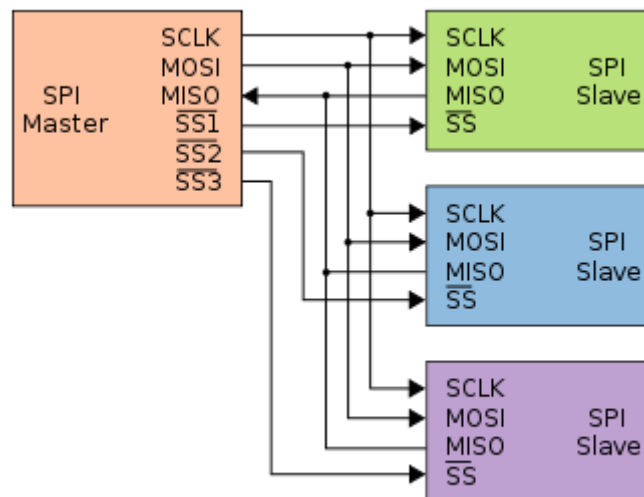 SCLK
MOSI
SPI MISO
Master SS1
SS2
SS3
SCLK
MOSI SPI
MISO Slave
SS
SCLK
MOSI SPI
MISO Slave
SS
SCLK
MOSI SPI
MISO Slave
SS